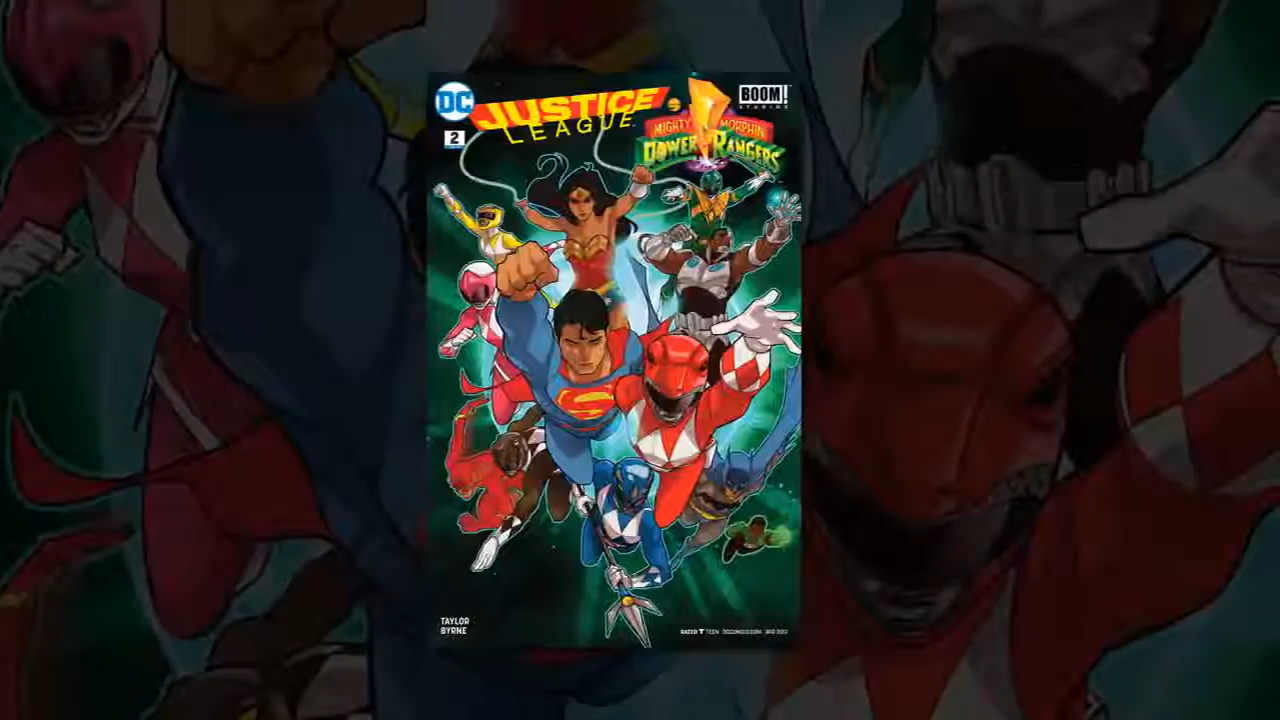 DC
JUSTICE
LEAGUE
BOOM!
STUDIOS
2
MIGHTY MORPHIN
POWER RANGERS
TAYLOR
BYRNE
RATED T TEEN